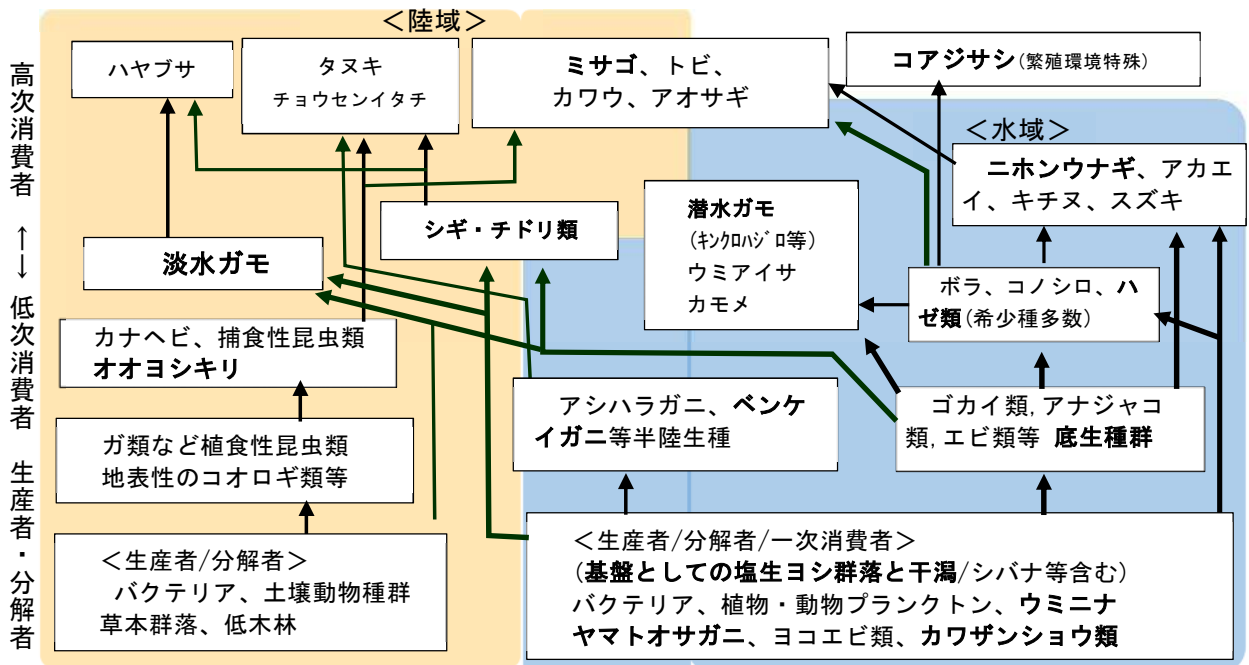 ＜陸域＞
ハヤブサ
タヌキ
チョウセンイタチ
ミサゴ、トビ、
カワウ、アオサギ
コアジサシ(繁殖環境特殊)
＜水域＞
ニホンウナギ、アカエ
イ、キチヌ、スズキ
高次消費者 ↑──↓ 低次消費者 生産者・分解者
シギ・チドリ類
潜水ガモ
(ｷﾝｸﾛﾊｼﾞﾛ等)
ウミアイサ
カモメ
淡水ガモ
ボラ、コノシロ、ハ
ゼ類(希少種多数)
カナヘビ、捕食性昆虫類
オオヨシキリ
アシハラガニ、ベンケ
イガニ等半陸生種
ゴカイ類,アナジャコ
類,エビ類等 底生種群
ガ類など植食性昆虫類
地表性のコオロギ類等
＜生産者/分解者＞
バクテリア、土壌動物種群
草本群落、低木林
＜生産者/分解者/一次消費者＞
(基盤としての塩生ヨシ群落と干潟/シバナ等含む)
バクテリア、植物・動物プランクトン、ウミニナ
ヤマトオサガニ、ヨコエビ類、カワザンショウ類